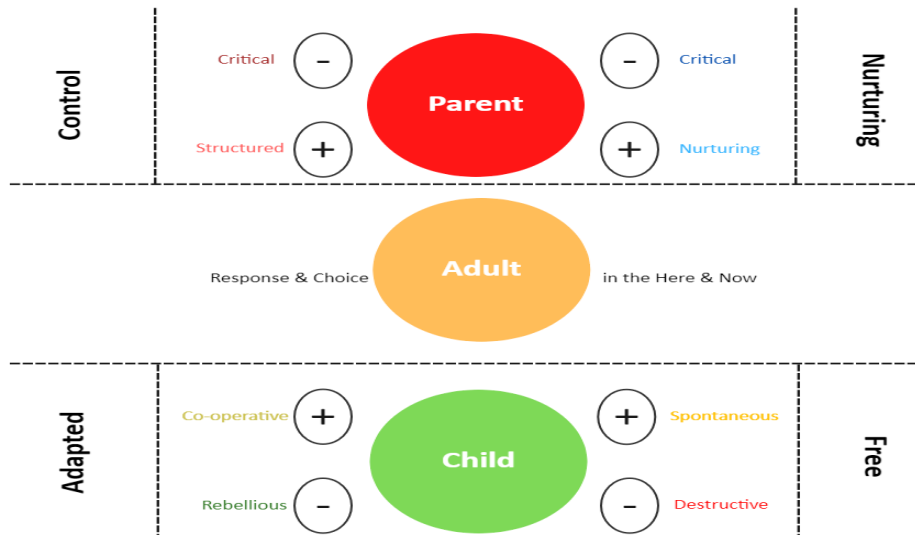 Control
Critical
-
Structured
+
Parent
-
Critical
+
Nurturing
Nurturing
Response & Choice
Adult
in the Here & Now
Adapted
Co-operative
+
Rebellious
-
Child
+
Spontaneous
-
Destructive
Free